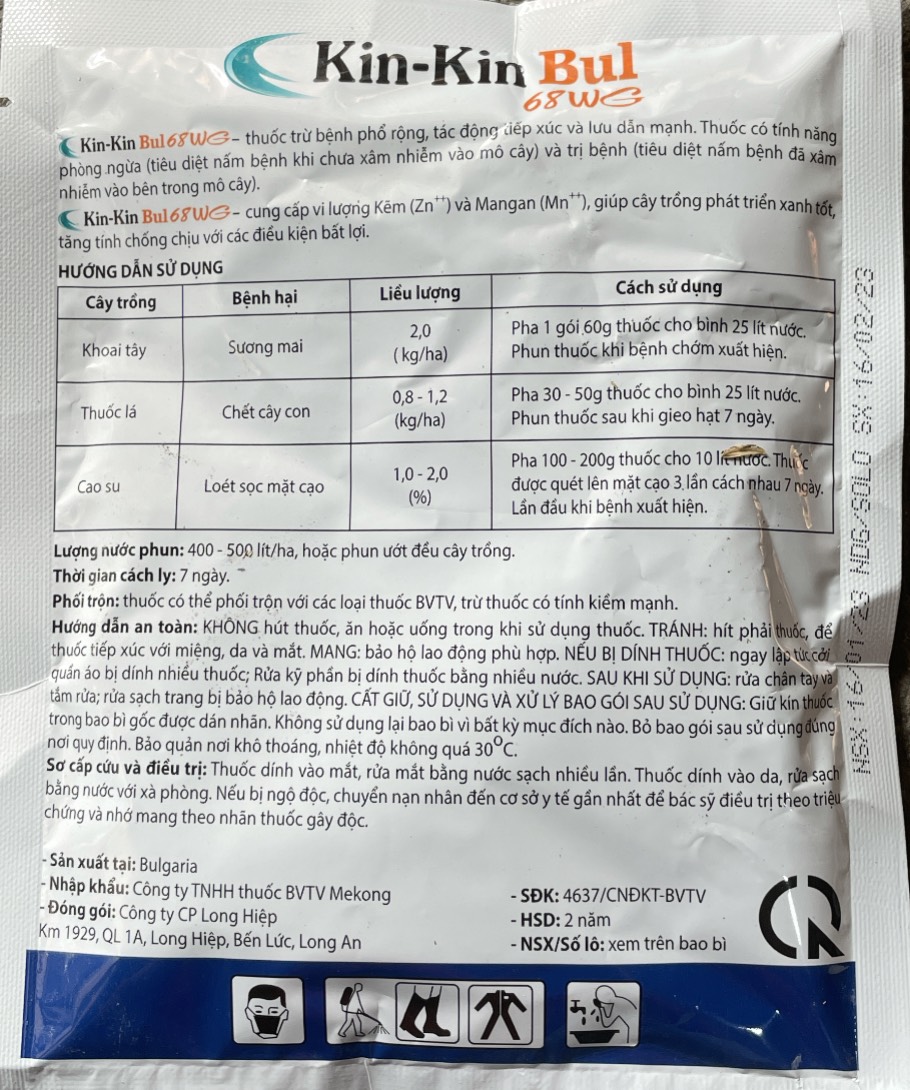 Kin-Kin Bul
68WG
Kin-Kin Bul 68WG - thuốc trừ bệnh phổ rộng, tác động tiếp xúc và lưu dẫn mạnh. Thuốc có tính năng
phòng ngừa (tiêu diệt nấm bệnh khi chưa xâm nhiễm vào mô cây) và trị bệnh (tiêu diệt nấm bệnh đã xâm
nhiễm vào bên trong mô cây).
Kin-Kin Bul 68WG - cung cấp vi lượng Kẽm (Zn⁺⁺) và Mangan (Mn⁺⁺), giúp cây trồng phát triển xanh tốt,
tăng tính chống chịu với các điều kiện bất lợi.
HƯỚNG DẪN SỬ DỤNG
Cây trồng Bệnh hại Liều lượng Cách sử dụng
Khoai tây Sương mai 2,0 (kg/ha) Pha 1 gói 60g thuốc cho bình 25 lít nước.
Phun thuốc khi bệnh chớm xuất hiện.
Thuốc lá Chết cây con 0,8 - 1,2 (kg/ha) Pha 30 - 50g thuốc cho bình 25 lít nước.
Phun thuốc sau khi gieo hạt 7 ngày.
Cao su Loét sọc mặt cạo 1,0 - 2,0 (%) Pha 100 - 200g thuốc cho 10 lít nước. Thuốc
được quét lên mặt cạo 3 lần cách nhau 7 ngày.
Lần đầu khi bệnh xuất hiện.
Lượng nước phun: 400 - 500 lít/ha, hoặc phun ướt đều cây trồng.
Thời gian cách ly: 7 ngày.
Phối trộn: thuốc có thể phối trộn với các loại thuốc BVTV, trừ thuốc có tính kiềm mạnh.
Hướng dẫn an toàn: KHÔNG hút thuốc, ăn hoặc uống trong khi sử dụng thuốc. TRÁNH: hít phải thuốc, để
thuốc tiếp xúc với miệng, da và mắt. MANG: bảo hộ lao động phù hợp. NẾU BỊ DÍNH THUỐC: ngay lập tức cởi
quần áo bị dính nhiều thuốc; Rửa kỹ phần bị dính thuốc bằng nhiều nước. SAU KHI SỬ DỤNG: rửa chân tay và
tắm rửa; rửa sạch trang bị bảo hộ lao động. CẤT GIỮ, SỬ DỤNG VÀ XỬ LÝ BAO GÓI SAU SỬ DỤNG: Giữ kín thuốc
trong bao bì gốc được dán nhãn. Không sử dụng lại bao bì vì bất kỳ mục đích nào. Bỏ bao gói sau sử dụng đúng
nơi quy định. Bảo quản nơi khô thoáng, nhiệt độ không quá 30⁰C.
Sơ cấp cứu và điều trị: Thuốc dính vào mắt, rửa mắt bằng nước sạch nhiều lần. Thuốc dính vào da, rửa sạch
bằng nước với xà phòng. Nếu bị ngộ độc, chuyển nạn nhân đến cơ sở y tế gần nhất để bác sỹ điều trị theo triệu
chứng và nhớ mang theo nhãn thuốc gây độc.
- Sản xuất tại: Bulgaria
- Nhập khẩu: Công ty TNHH thuốc BVTV Mekong
- Đóng gói: Công ty CP Long Hiệp
Km 1929, QL 1A, Long Hiệp, Bến Lức, Long An
- SĐK: 4637/CNĐKT-BVTV
- HSD: 2 năm
- NSX/Số lô: xem trên bao bì
NSX:16/01/23 NDG/SOLO SX:16/02/23